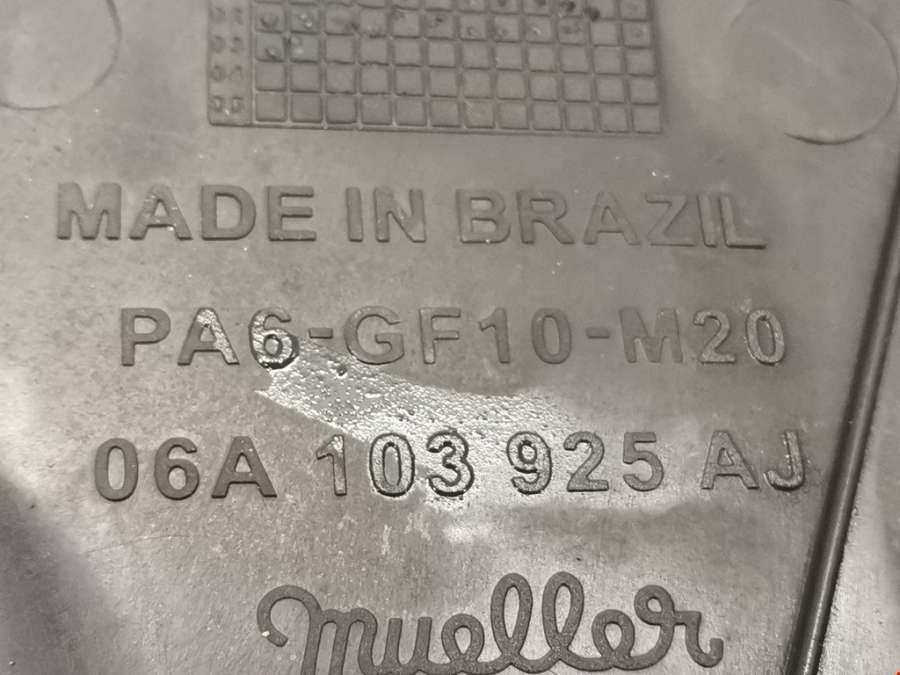 MADE IN BRAZIL
PA6-GF10-M20
06A 103 925 AJ
mueller